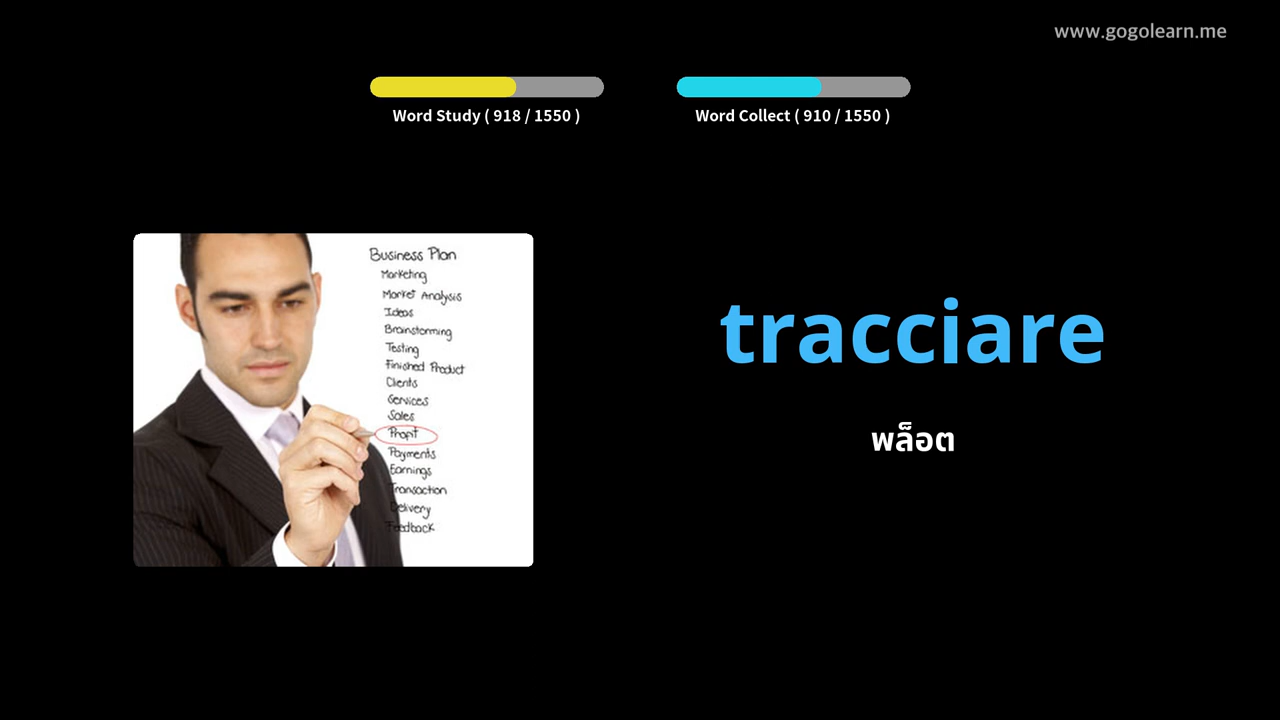 www.gogolearn.me
Word Study ( 918 / 1550 )
Word Collect ( 910 / 1550 )
Business Plan
Marketing
Market Analysis
Ideas
Brainstorming
Testing
Finished Product
Clients
Services
Sales
Profit
Payments
Earnings
Transaction
Delivery
Feedback
tracciare
พล็อต